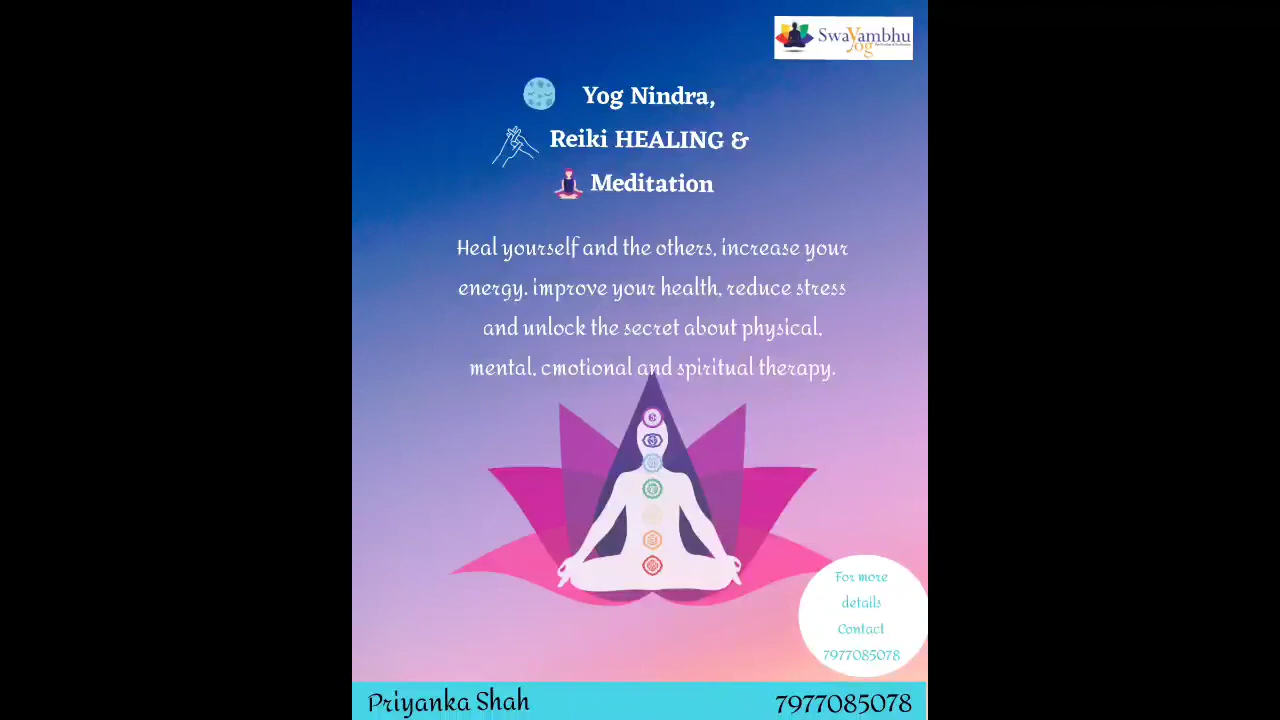 Swayambhu
Yog
Yog Nindra,
Reiki HEALING &
Meditation
Heal yourself and the others, increase your
energy. improve your health, reduce stress
and unlock the secret about physical,
mental, emotional and spiritual therapy.
For more
details
Contact
7977085078
Priyanka Shah
7977085078